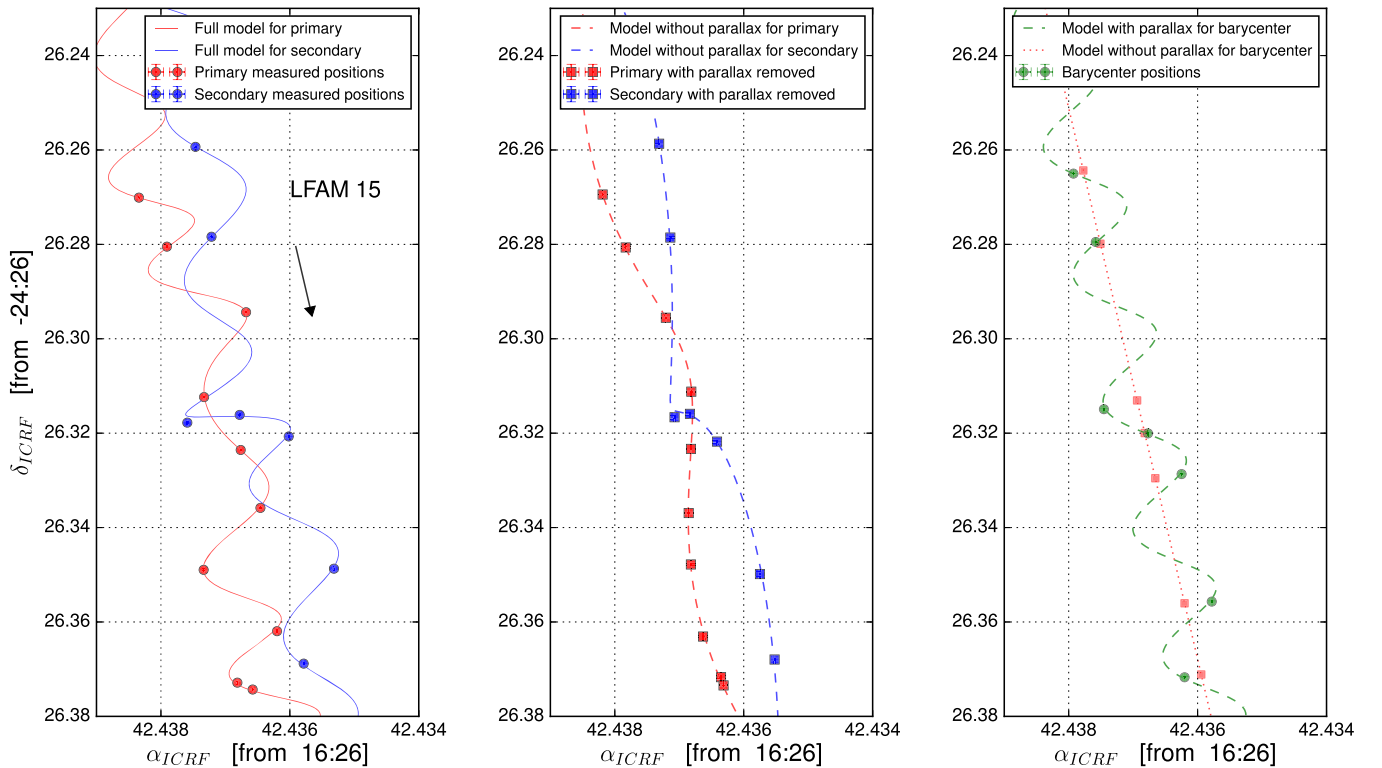 Full model for primary
Full model for secondary
Primary measured positions
Secondary measured positions
LFAM 15
26.24
26.26
26.28
26.30
26.32
26.34
26.36
26.38
42.438
42.436
42.434
δ_ICRF [from -24:26]
α_ICRF [from 16:26]
Model without parallax for primary
Model without parallax for secondary
Primary with parallax removed
Secondary with parallax removed
26.24
26.26
26.28
26.30
26.32
26.34
26.36
26.38
42.438
42.436
42.434
α_ICRF [from 16:26]
Model with parallax for barycenter
Model without parallax for barycenter
Barycenter positions
26.24
26.26
26.28
26.30
26.32
26.34
26.36
26.38
42.438
42.436
42.434
α_ICRF [from 16:26]